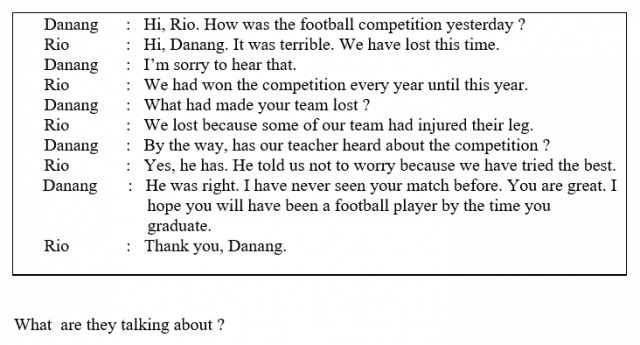 Danang : Hi, Rio. How was the football competition yesterday ?
Rio : Hi, Danang. It was terrible. We have lost this time.
Danang : I'm sorry to hear that.
Rio : We had won the competition every year until this year.
Danang : What had made your team lost ?
Rio : We lost because some of our team had injured their leg.
Danang : By the way, has our teacher heard about the competition ?
Rio : Yes, he has. He told us not to worry because we have tried the best.
Danang : He was right. I have never seen your match before. You are great. I
hope you will have been a football player by the time you
graduate.
Rio : Thank you, Danang.
What are they talking about ?